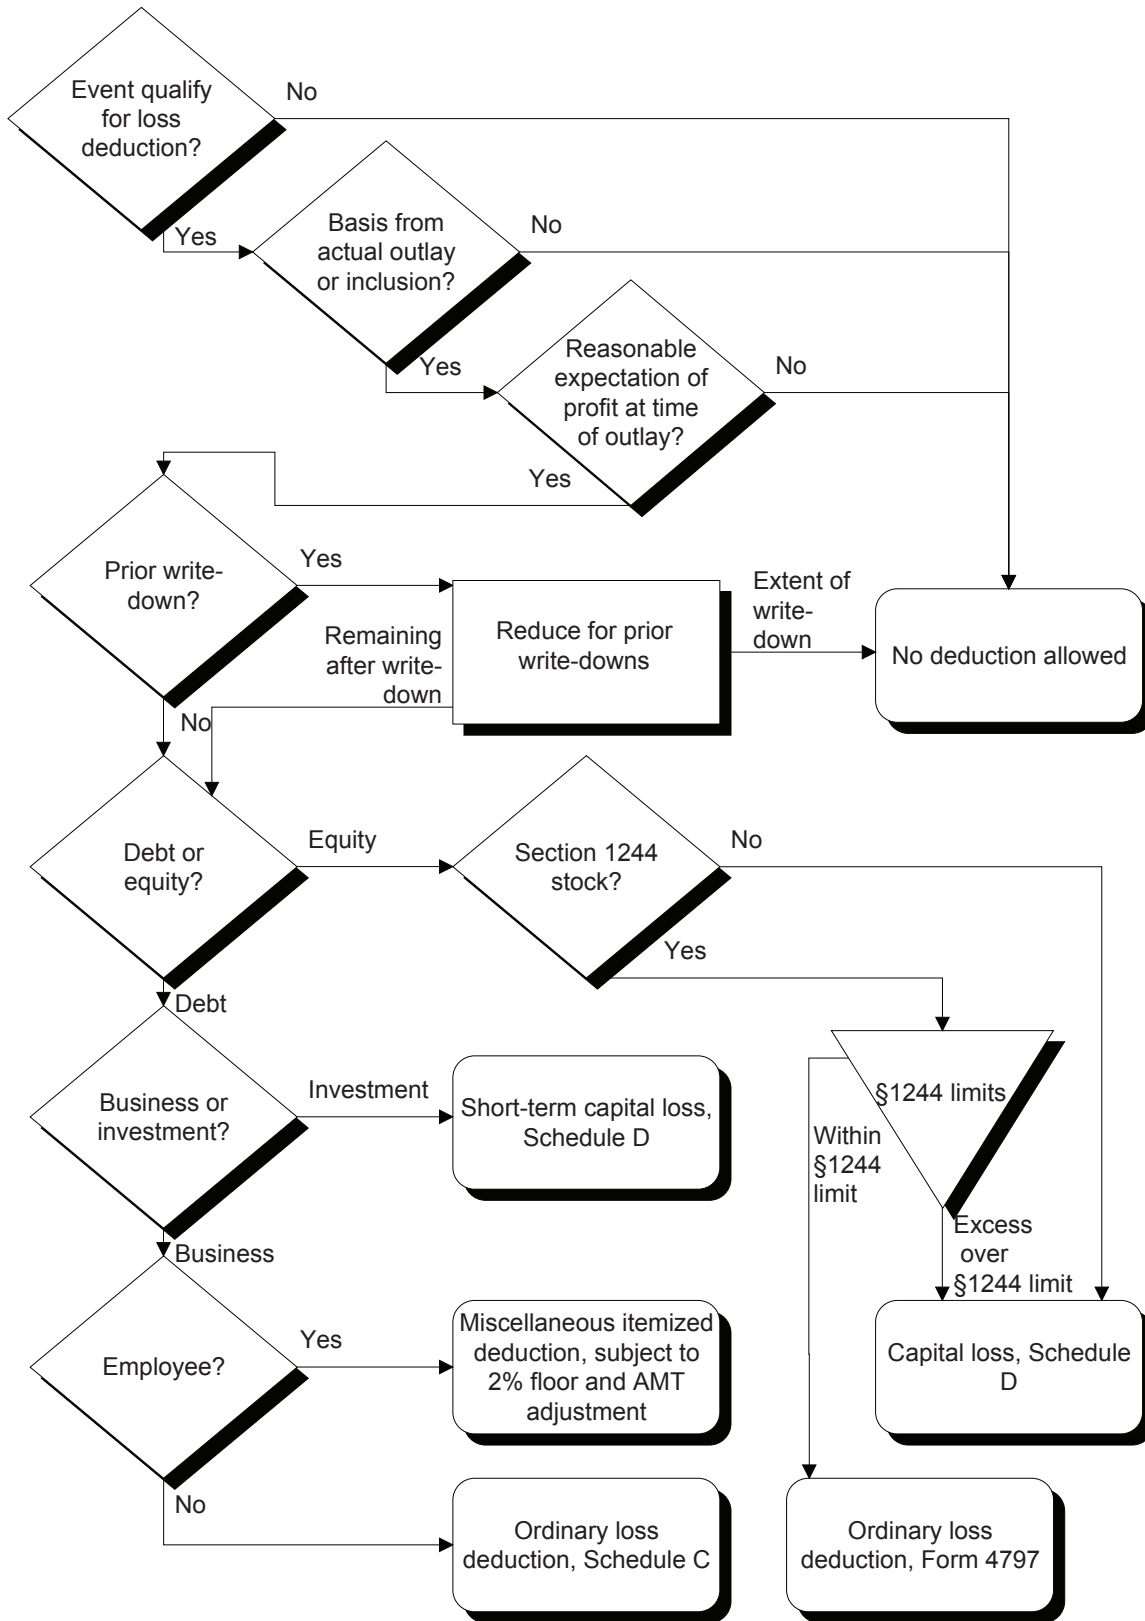 Event qualify
for loss
deduction?
No
Yes
Basis from
actual outlay
or inclusion?
No
Yes
Reasonable
expectation of
profit at time
of outlay?
No
Yes
Prior write-
down?
Yes
No
Reduce for prior
write-downs
Remaining
after write-
down
Extent of
write-
down
No deduction allowed
Debt or
equity?
Equity
Debt
Section 1244
stock?
No
Yes
§1244 limits
Within
§1244
limit
Excess
over
§1244 limit
Business or
investment?
Investment
Short-term capital loss,
Schedule D
Business
Employee?
Yes
Miscellaneous itemized
deduction, subject to
2% floor and AMT
adjustment
Capital loss, Schedule
D
No
Ordinary loss
deduction, Schedule C
Ordinary loss
deduction, Form 4797